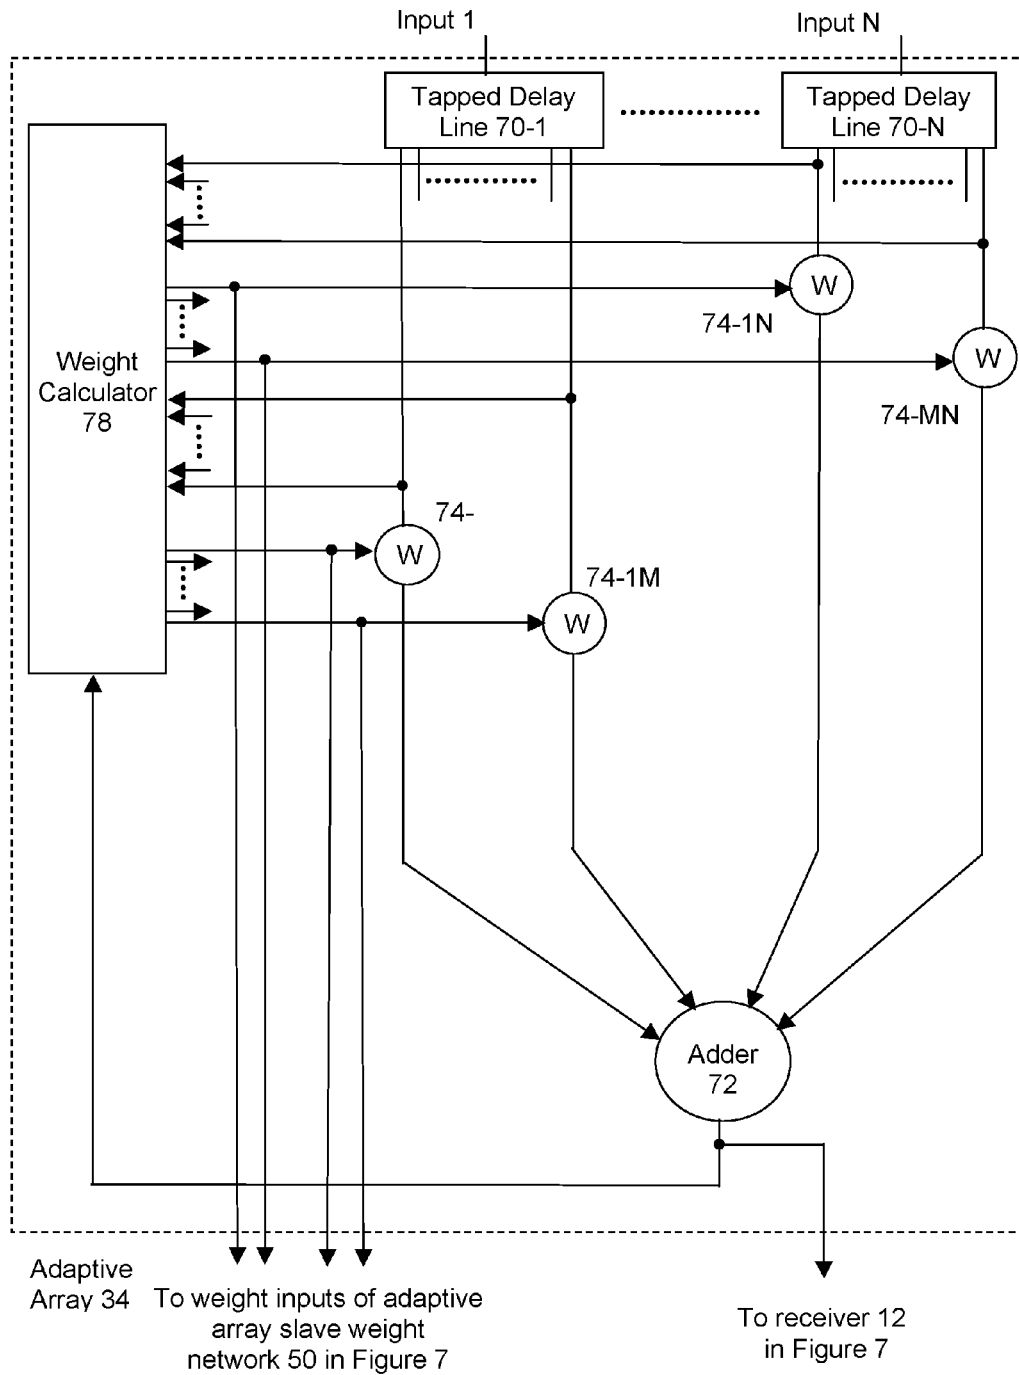 Input 1
Input N
Tapped Delay
Line 70-1
Tapped Delay
Line 70-N
W
74-1N
W
74-MN
Weight
Calculator
78
74-
W
74-1M
W
Adder
72
Adaptive
Array 34
To weight inputs of adaptive
array slave weight
network 50 in Figure 7
To receiver 12
in Figure 7